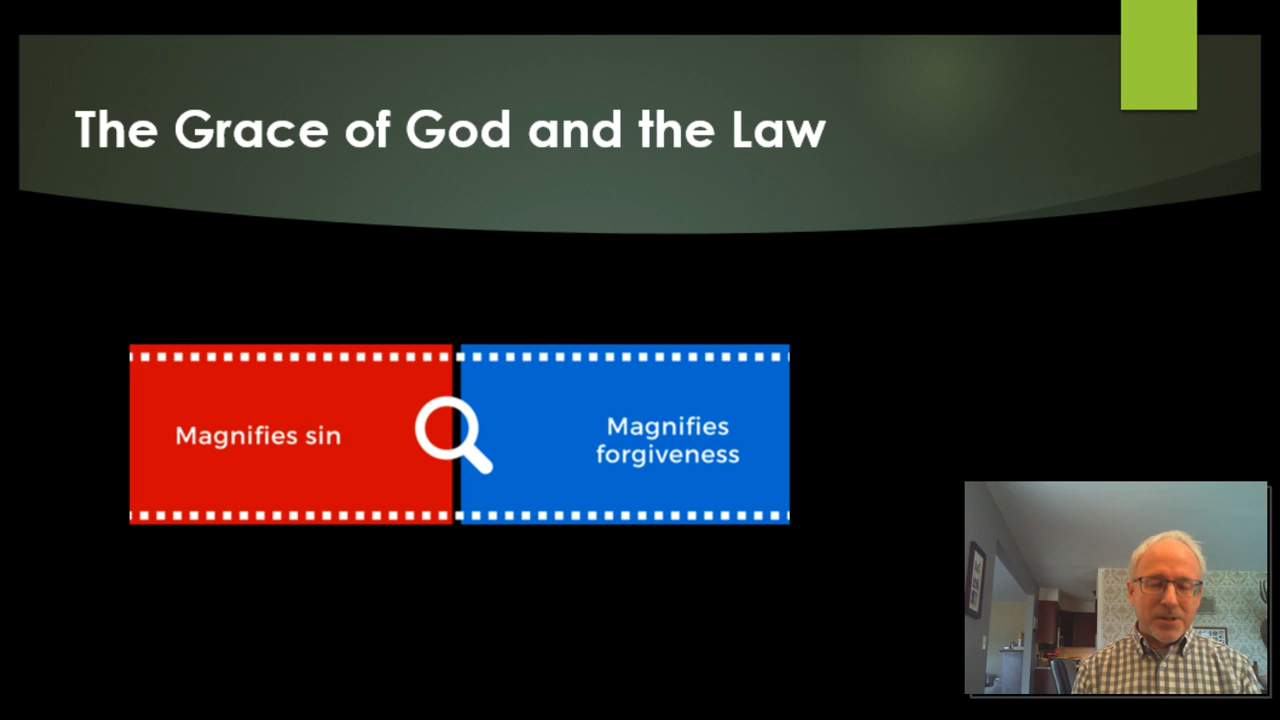 The Grace of God and the Law
Magnifies sin
Magnifies
forgiveness